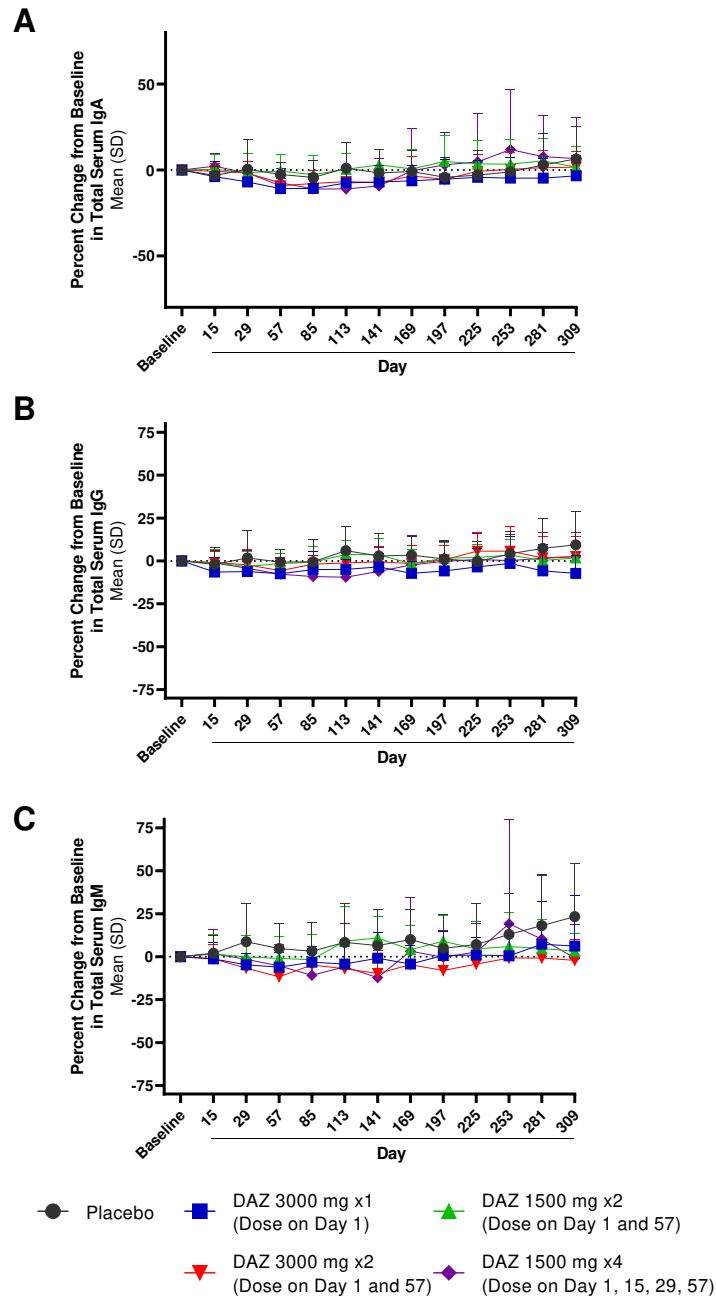 A
Percent Change from Baseline
in Total Serum IgA
Mean (SD)
50
0
-50
Baseline 15 29 57 85 113 141 169 197 225 253 281 309
Day
B
Percent Change from Baseline
in Total Serum IgG
Mean (SD)
75
50
25
0
-25
-50
-75
Baseline 15 29 57 85 113 141 169 197 225 253 281 309
Day
C
Percent Change from Baseline
in Total Serum IgM
Mean (SD)
75
50
25
0
-25
-50
-75
Baseline 15 29 57 85 113 141 169 197 225 253 281 309
Day
Placebo
DAZ 3000 mg x1
(Dose on Day 1)
DAZ 1500 mg x2
(Dose on Day 1 and 57)
DAZ 3000 mg x2
(Dose on Day 1 and 57)
DAZ 1500 mg x4
(Dose on Day 1, 15, 29, 57)